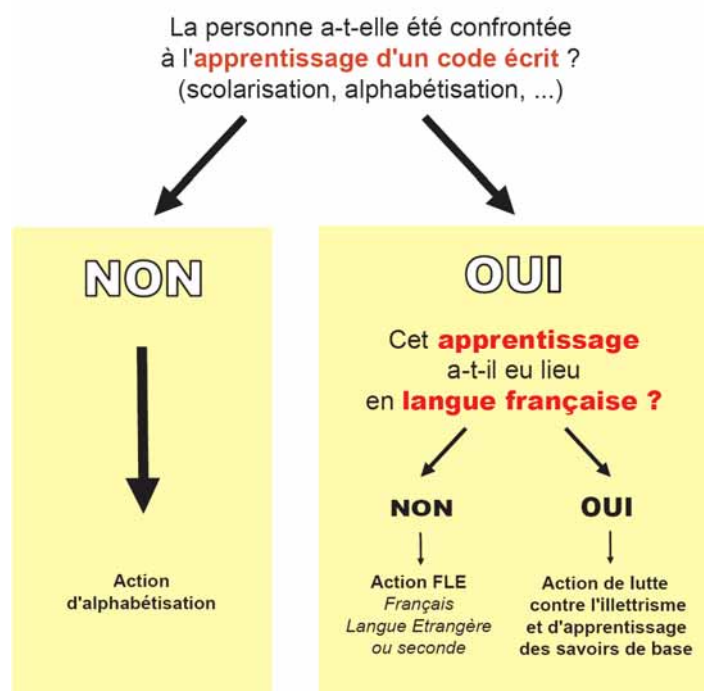 La personne a-t-elle été confrontée
à l'apprentissage d'un code écrit ?
(scolarisation, alphabétisation, ...)
NON
Action
d'alphabétisation
OUI
Cet apprentissage
a-t-il eu lieu
en langue française ?
NON
Action FLE
Français
Langue Etrangère
ou seconde
OUI
Action de lutte
contre l'illettrisme
et d'apprentissage
des savoirs de base